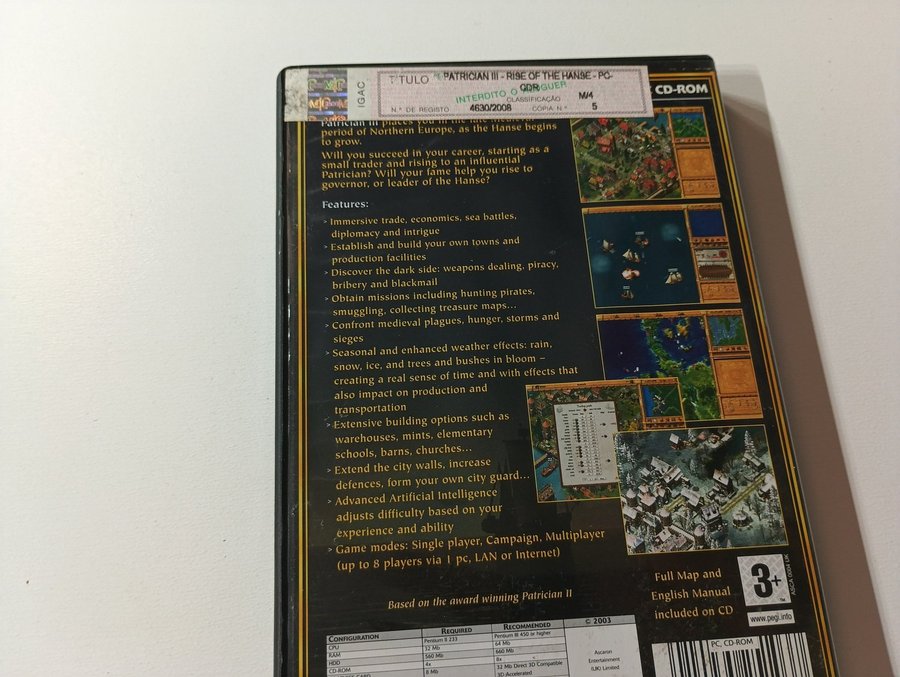 IGAC
TÍTULO PATRICIAN III - RISE OF THE HANSE - PC-
CDR
INTERDITO O ALUGUER
CLASSIFICAÇÃO M/4
N.º DE REGISTO 4630/2008 CÓPIA N.º 5
CD-ROM
Patrician III places you in the late
period of Northern Europe, as the Hanse begins
to grow.
Will you succeed in your career, starting as a
small trader and rising to an influential
Patrician? Will your fame help you rise to
governor, or leader of the Hanse?
Features:
> Immersive trade, economics, sea battles,
diplomacy and intrigue
> Establish and build your own towns and
production facilities
> Discover the dark side: weapons dealing, piracy,
bribery and blackmail
> Obtain missions including hunting pirates,
smuggling, collecting treasure maps...
> Confront medieval plagues, hunger, storms and
sieges
> Seasonal and enhanced weather effects: rain,
snow, ice, and trees and bushes in bloom –
creating a real sense of time and with effects that
also impact on production and
transportation
> Extensive building options such as
warehouses, mints, elementary
schools, barns, churches...
> Extend the city walls, increase
defences, form your own city guard...
> Advanced Artificial Intelligence
adjusts difficulty based on your
experience and ability
> Game modes: Single player, Campaign, Multiplayer
(up to 8 players via 1 pc, LAN or Internet)
Based on the award winning Patrician II
Full Map and
English Manual
included on CD
3+
www.pegi.info
CONFIGURATION REQUIRED RECOMMENDED
CPU Pentium II 233 Pentium III 450 or higher
RAM 32 Mb 64 Mb
HDD 560 Mb 660 Mb
CD-ROM 4x 8x
8 Mb 32 Mb Direct 3D Compatible
3D Accelerated
© 2003
Ascaron
Entertainment
(UK) Limited
PC, CD-ROM